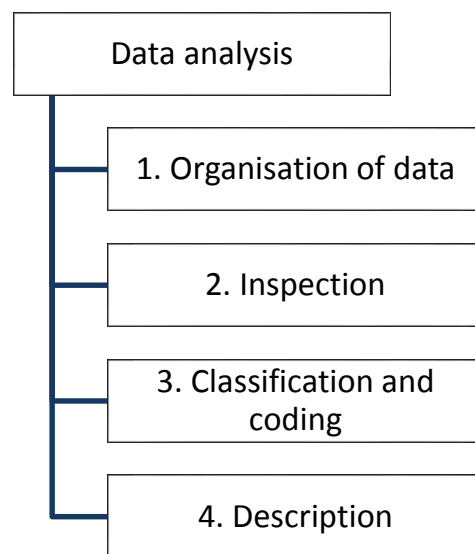 Data analysis
1. Organisation of data
2. Inspection
3. Classification and
coding
4. Description